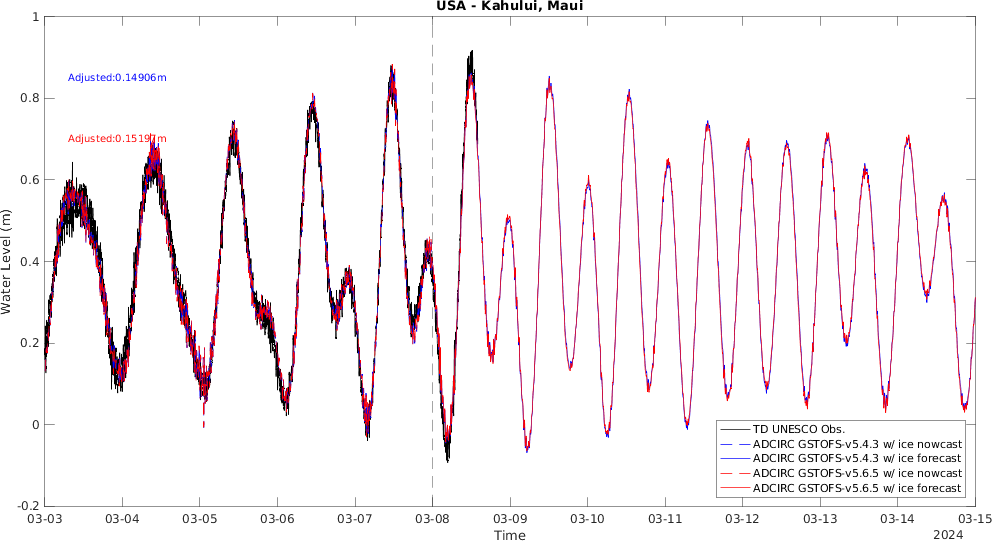 USA - Kahului, Maui
1
0.8
0.6
0.4
0.2
0
-0.2
Water Level (m)
Adjusted:0.14906m
Adjusted:0.15197m
TD UNESCO Obs.
ADCIRC GSTOFS-v5.4.3 w/ ice nowcast
ADCIRC GSTOFS-v5.4.3 w/ ice forecast
ADCIRC GSTOFS-v5.6.5 w/ ice nowcast
ADCIRC GSTOFS-v5.6.5 w/ ice forecast
03-03 03-04 03-05 03-06 03-07 03-08 03-09 03-10 03-11 03-12 03-13 03-14 03-15
Time
2024